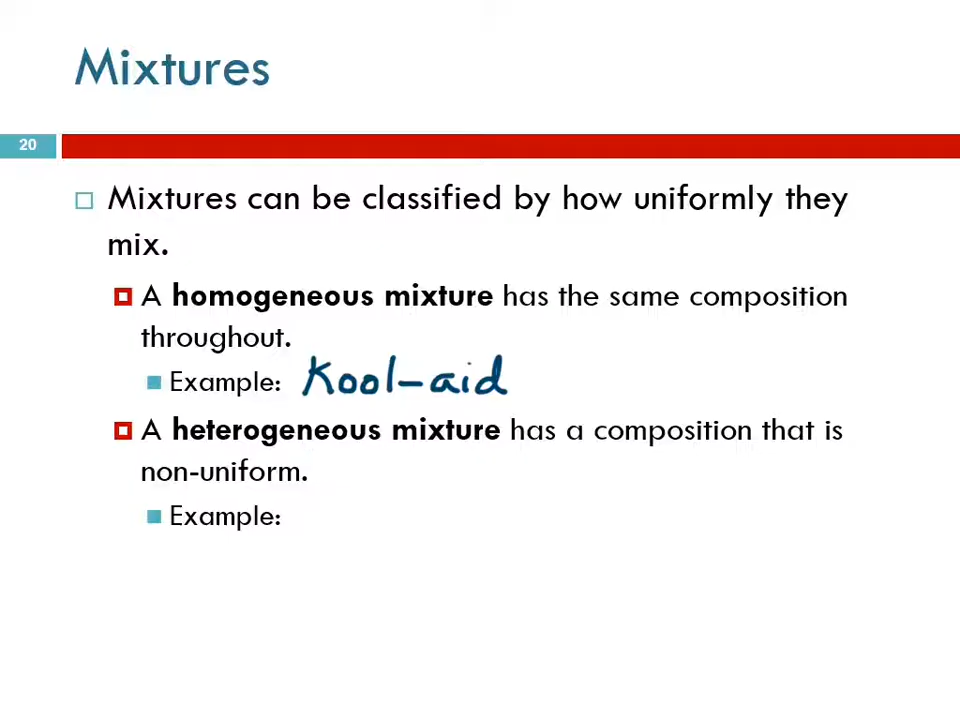 Mixtures
20
Mixtures can be classified by how uniformly they
mix.
A homogeneous mixture has the same composition
throughout.
Example: Kool-aid
A heterogeneous mixture has a composition that is
non-uniform.
Example: